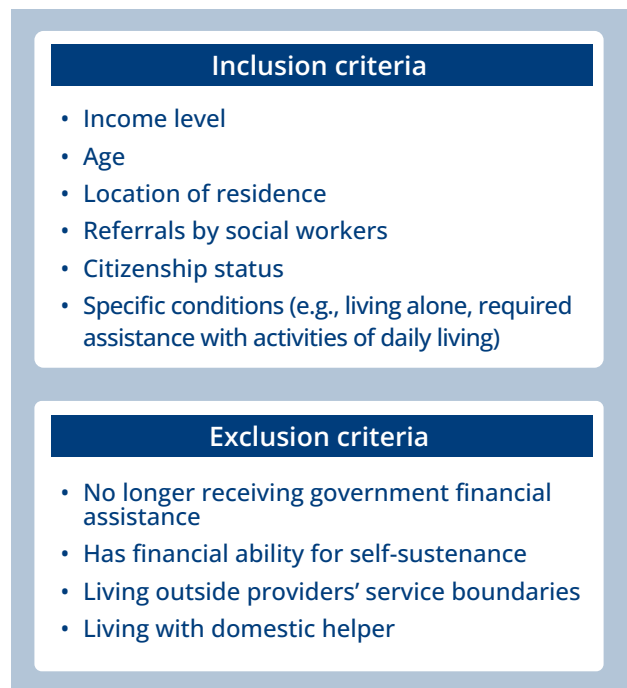 Inclusion criteria
• Income level
• Age
• Location of residence
• Referrals by social workers
• Citizenship status
• Specific conditions (e.g., living alone, required
assistance with activities of daily living)
Exclusion criteria
• No longer receiving government financial
assistance
• Has financial ability for self-sustenance
• Living outside providers’ service boundaries
• Living with domestic helper